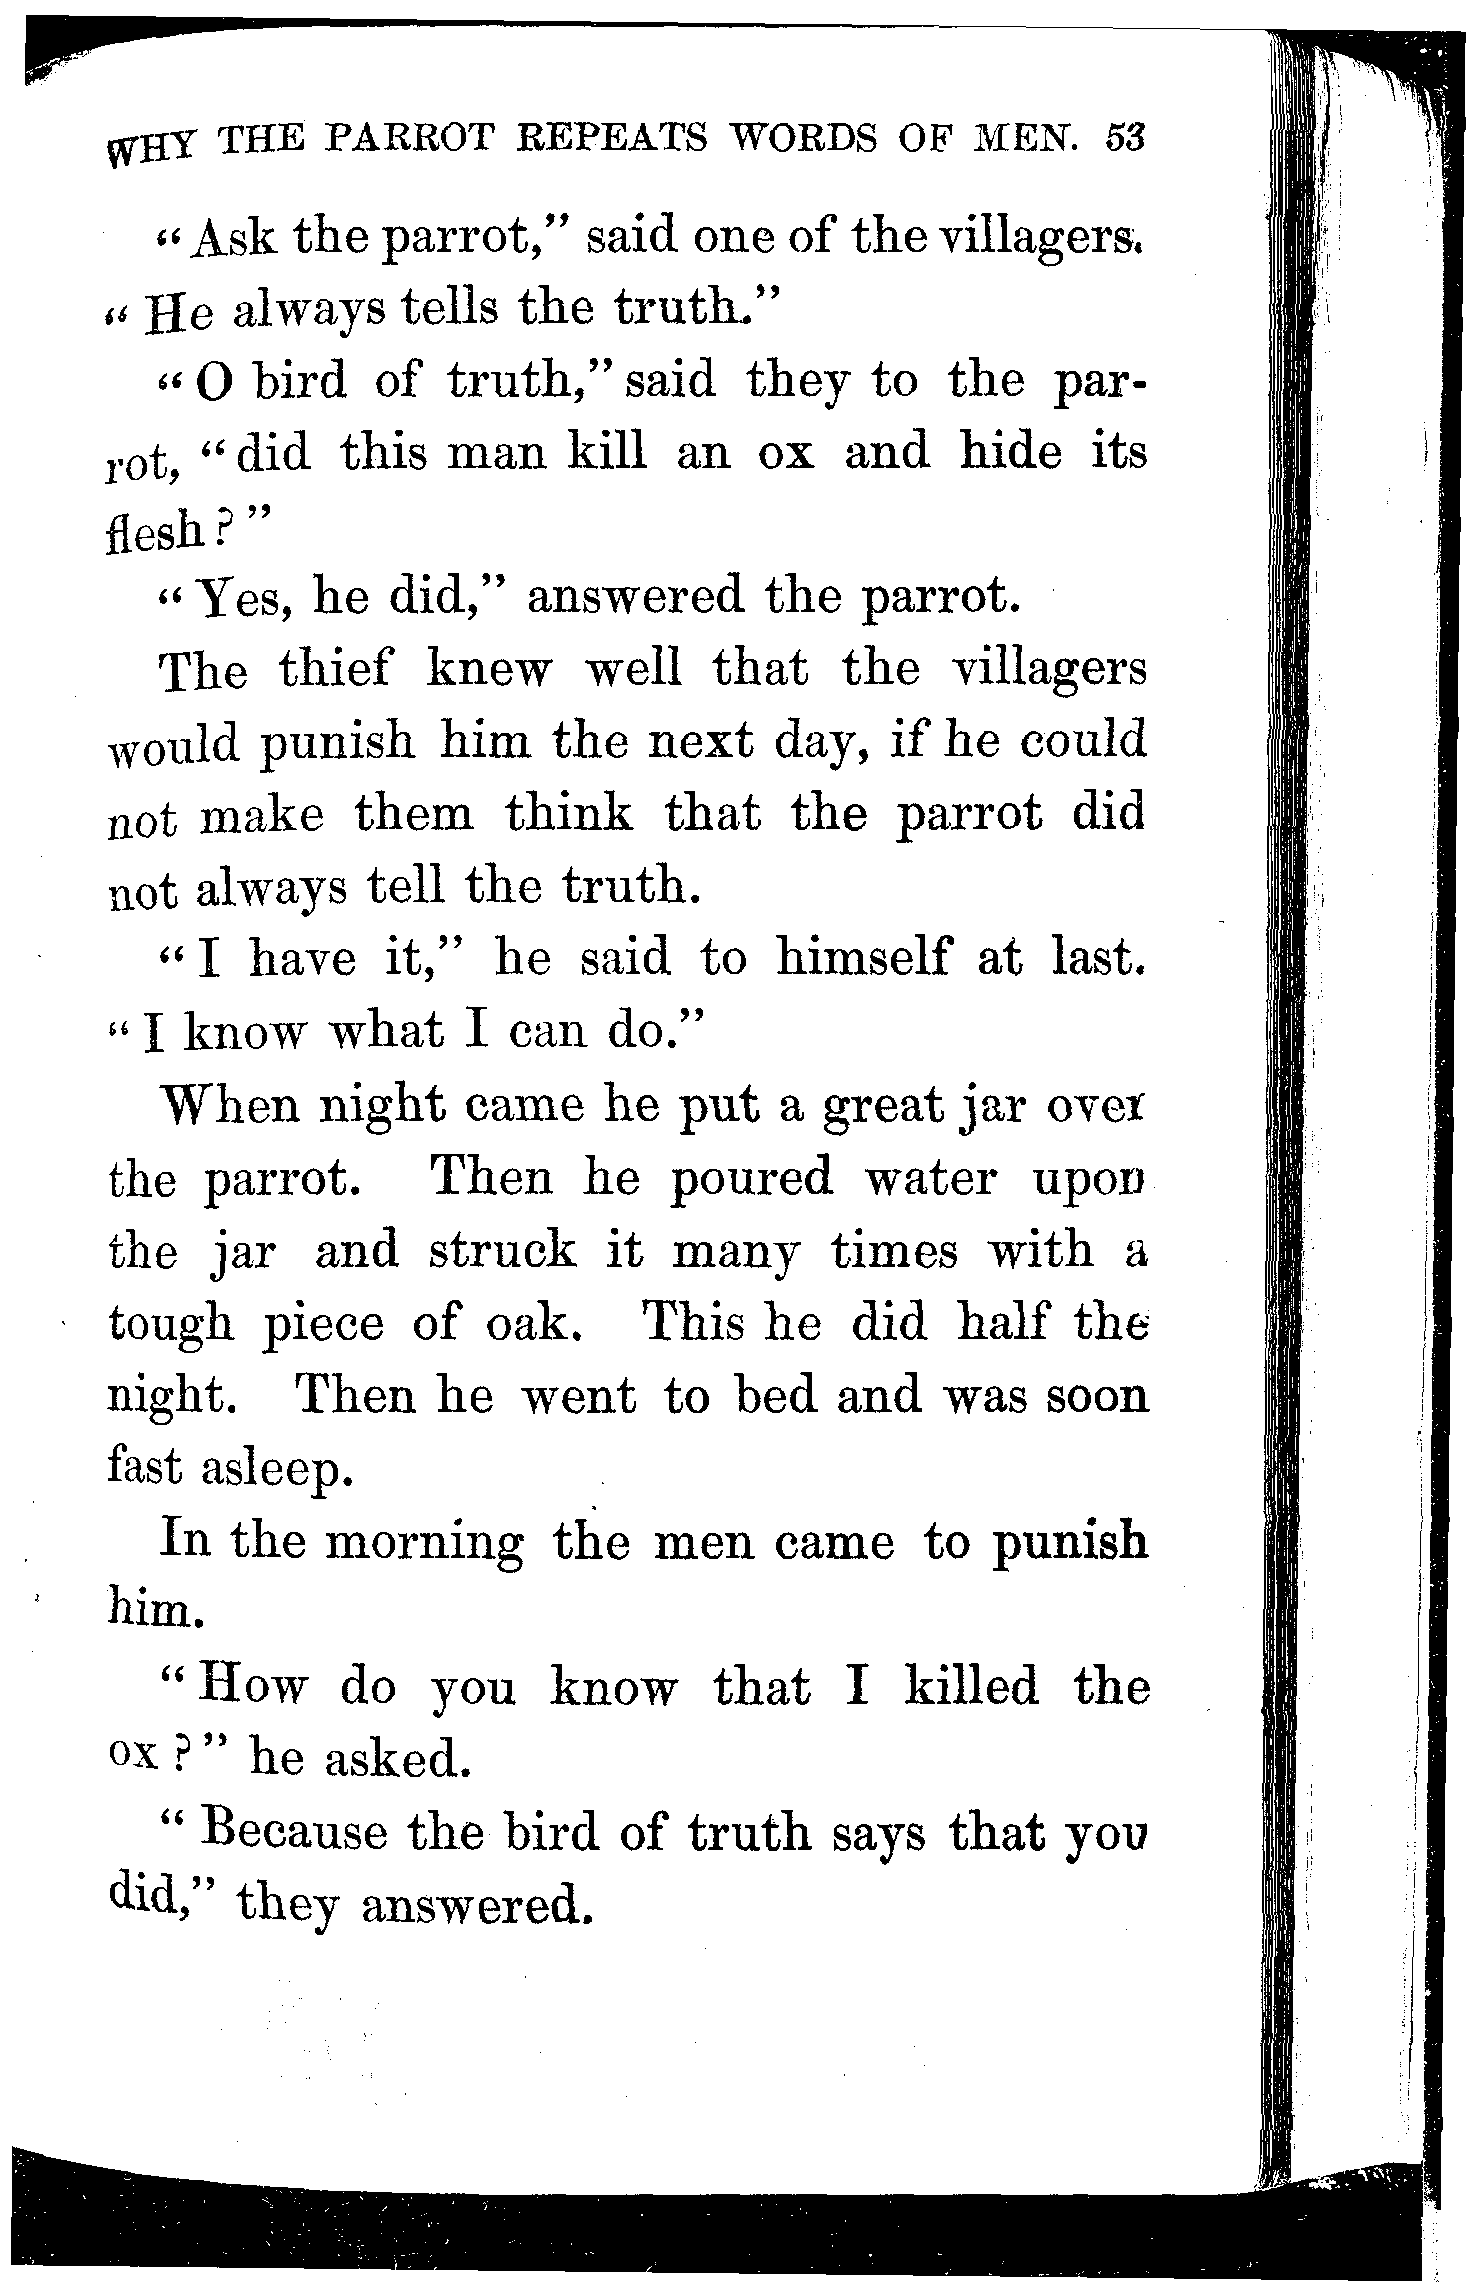 WHY THE PARROT REPEATS WORDS OF MEN. 53
"Ask the parrot," said one of the villagers.
"He always tells the truth."
"O bird of truth," said they to the par-
rot, "did this man kill an ox and hide its
flesh?"
"Yes, he did," answered the parrot.
The thief knew well that the villagers
would punish him the next day, if he could
not make them think that the parrot did
not always tell the truth.
"I have it," he said to himself at last.
"I know what I can do."
When night came he put a great jar over
the parrot. Then he poured water upon
the jar and struck it many times with a
tough piece of oak. This he did half the
night. Then he went to bed and was soon
fast asleep.
In the morning the men came to punish
him.
"How do you know that I killed the
ox?" he asked.
"Because the bird of truth says that you
did," they answered.